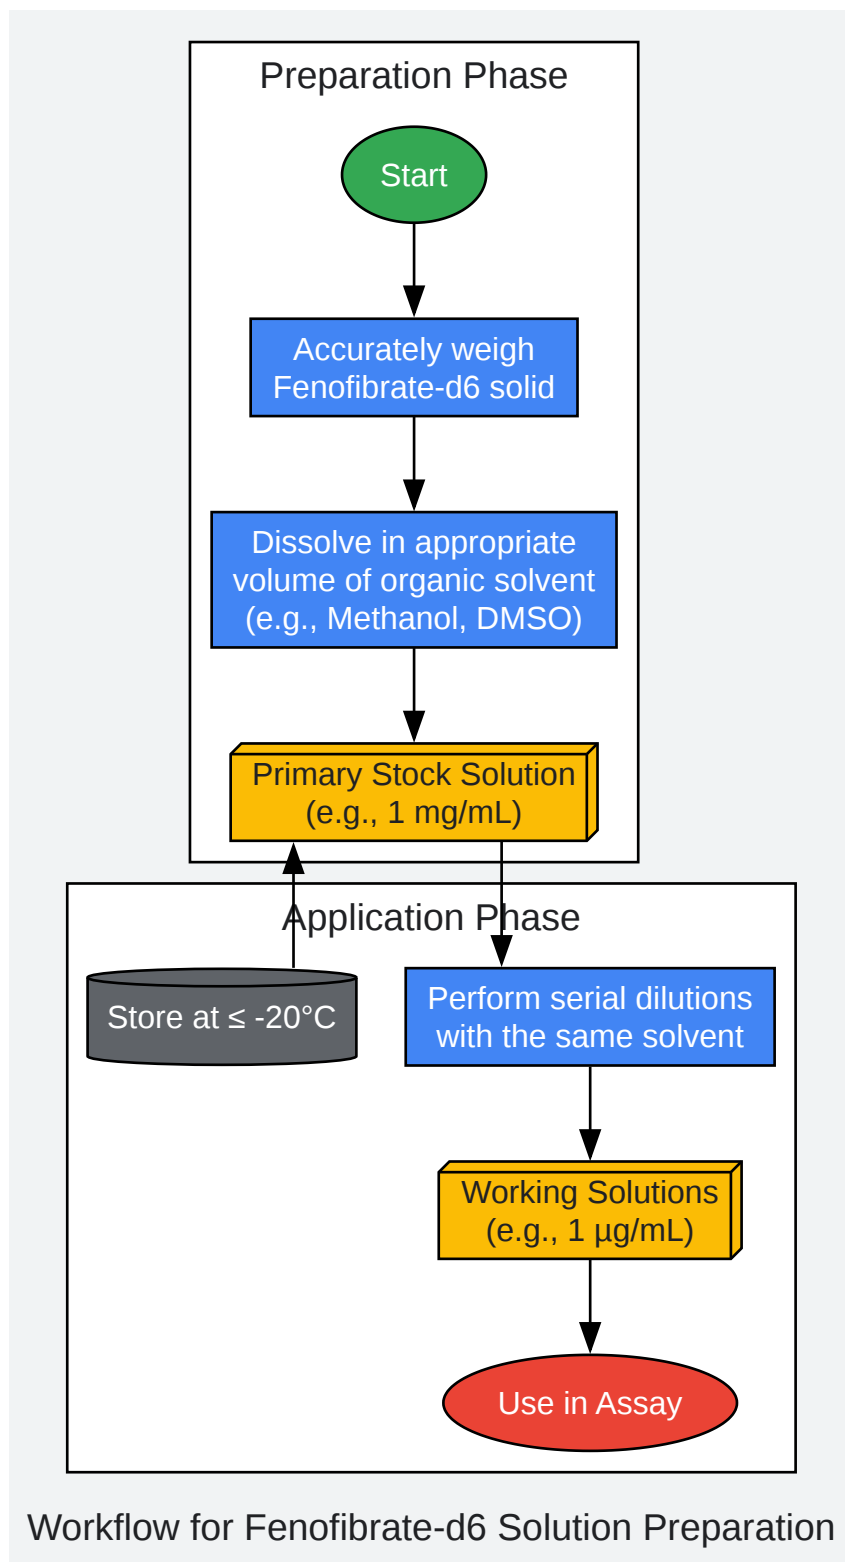 Preparation Phase
Start
Accurately weigh
Fenofibrate-d6 solid
Dissolve in appropriate
volume of organic solvent
(e.g., Methanol, DMSO)
Primary Stock Solution
(e.g., 1 mg/mL)
Application Phase
Store at ≤ -20°C
Perform serial dilutions
with the same solvent
Working Solutions
(e.g., 1 µg/mL)
Use in Assay
Workflow for Fenofibrate-d6 Solution Preparation